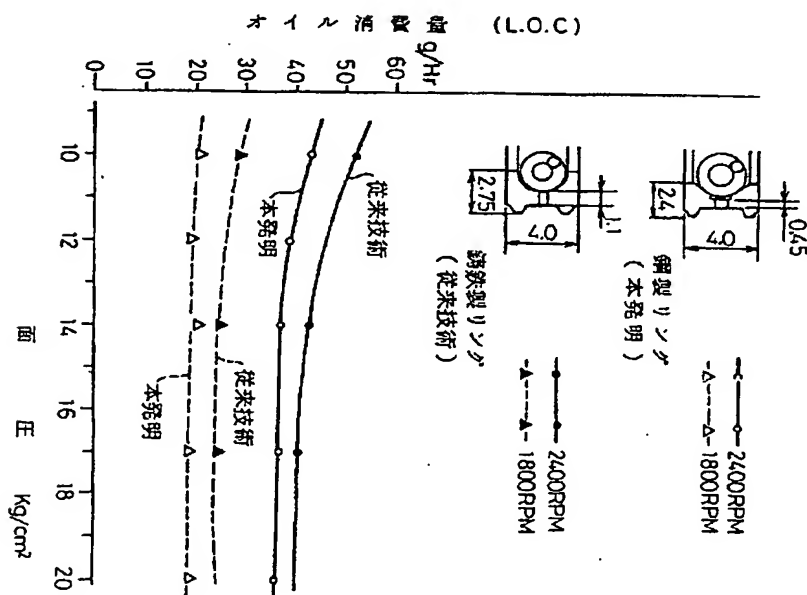 オイル消費量 (L.O.C)
g/Hr
0
10
20
30
40
50
60
10
12
14
16
18
20
面圧 Kg/cm²
従来技術
本発明
従来技術
本発明
2.75
1.1
4.0
鋳鉄製リング
(従来技術)
2400RPM
1800RPM
2.4
0.45
4.0
鋼製リング
(本発明)
2400RPM
1800RPM